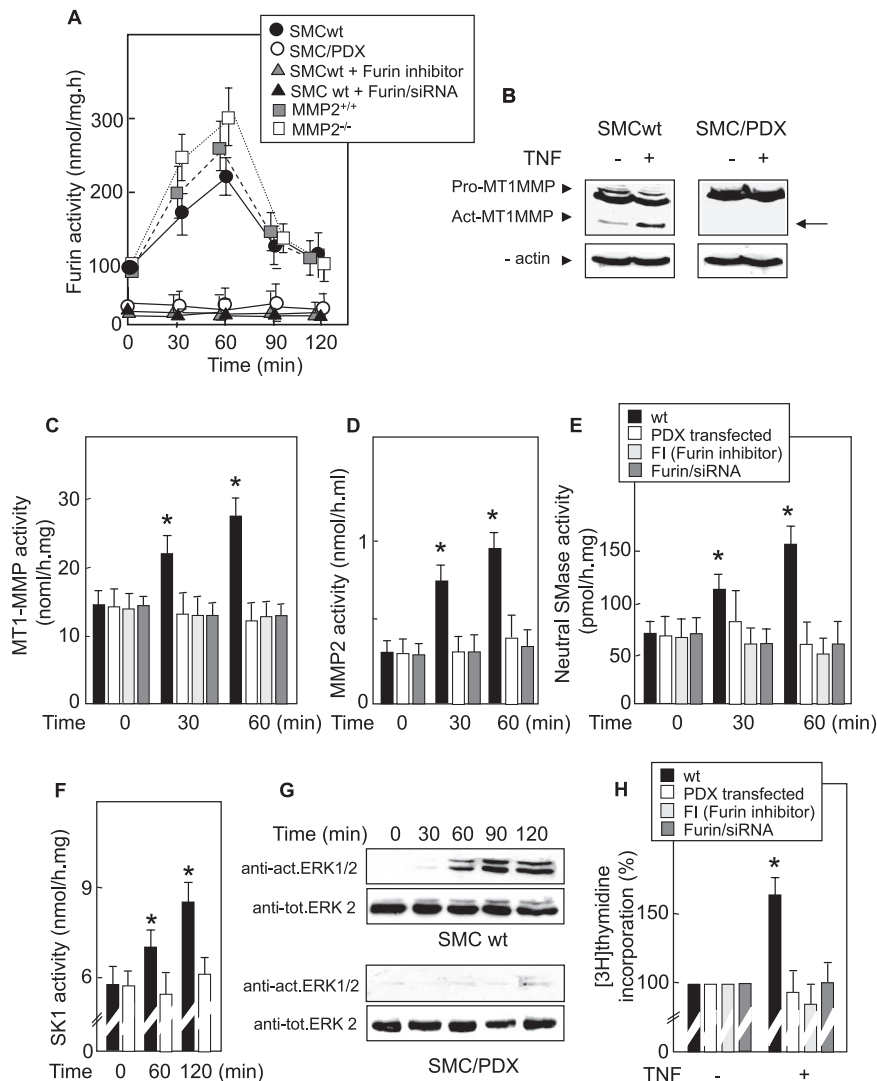 A
SMCwt
SMC/PDX
SMCwt + Furin inhibitor
SMC wt + Furin/siRNA
MMP2+/+
MMP2-/-
Furin activity (nmol/mg.h)
400
300
200
100
0
0 30 60 90 120
Time (min)
B
SMCwt SMC/PDX
TNF - + - +
Pro-MT1MMP
Act-MT1MMP
- actin
C
MT1-MMP activity
(noml/h.mg)
30
20
10
0
* *
Time 0 30 60 (min)
D
MMP2 activity (nmol/h.ml)
1
0
* *
0 30 60 (min)
E
wt
PDX transfected
FI (Furin inhibitor)
Furin/siRNA
Neutral SMase activity
(pmol/h.mg)
150
100
50
0
* *
Time 0 30 60 (min)
F
SK1 activity (nmol/h.mg)
9
6
0
* *
Time 0 60 120 (min)
G
Time (min) 0 30 60 90 120
anti-act.ERK1/2
anti-tot.ERK 2
SMC wt
anti-act.ERK1/2
anti-tot.ERK 2
SMC/PDX
H
wt
PDX transfected
FI (Furin inhibitor)
Furin/siRNA
[3H]thymidine
incorporation (%)
150
100
0
*
TNF - +